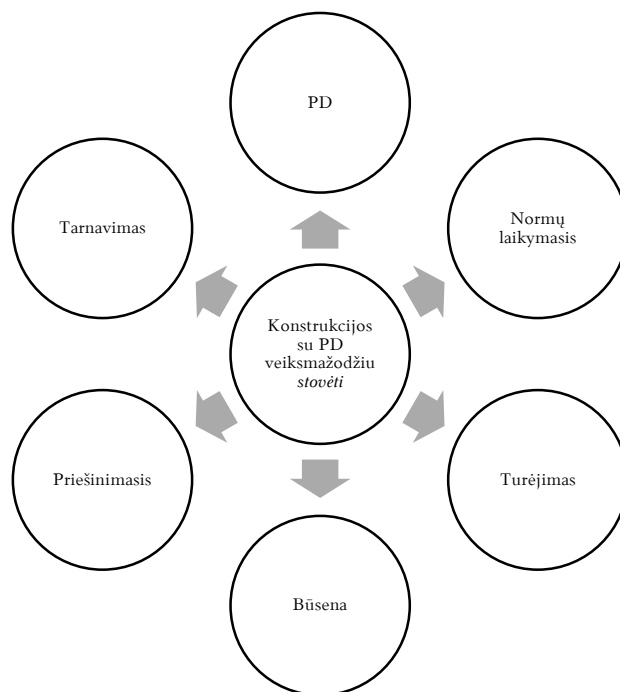 PD
Tarnavimas
Normų
laikymasis
Konstrukcijos
su PD
veiksmažodžiu
stovėti
Priešinimasis
Turėjimas
Būsena